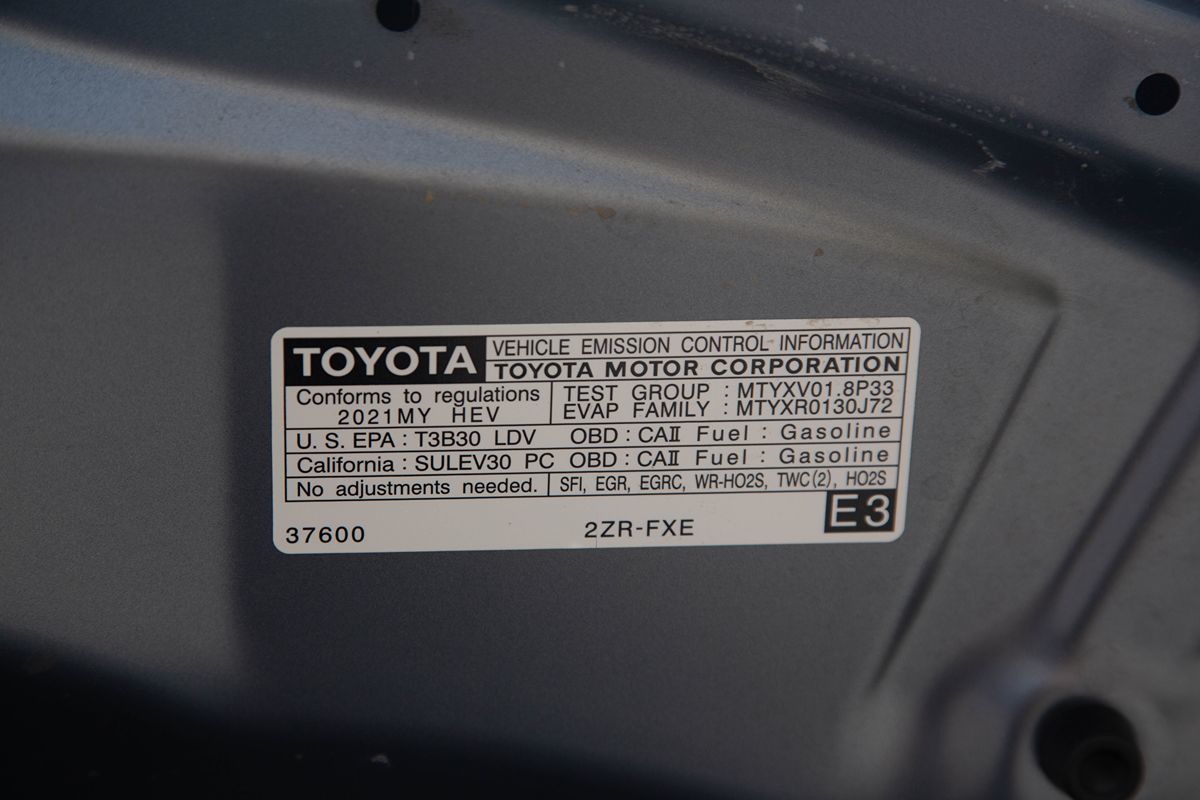 TOYOTA VEHICLE EMISSION CONTROL INFORMATION
TOYOTA MOTOR CORPORATION
Conforms to regulations
2021MY HEV
TEST GROUP : MTYXV01.8P33
EVAP FAMILY : MTYXR0130J72
U. S. EPA : T3B30 LDV OBD : CAⅡ Fuel : Gasoline
California : SULEV30 PC OBD : CAⅡ Fuel : Gasoline
No adjustments needed. SFI, EGR, EGRC, WR-HO2S, TWC(2), HO2S
E3
37600 2ZR-FXE